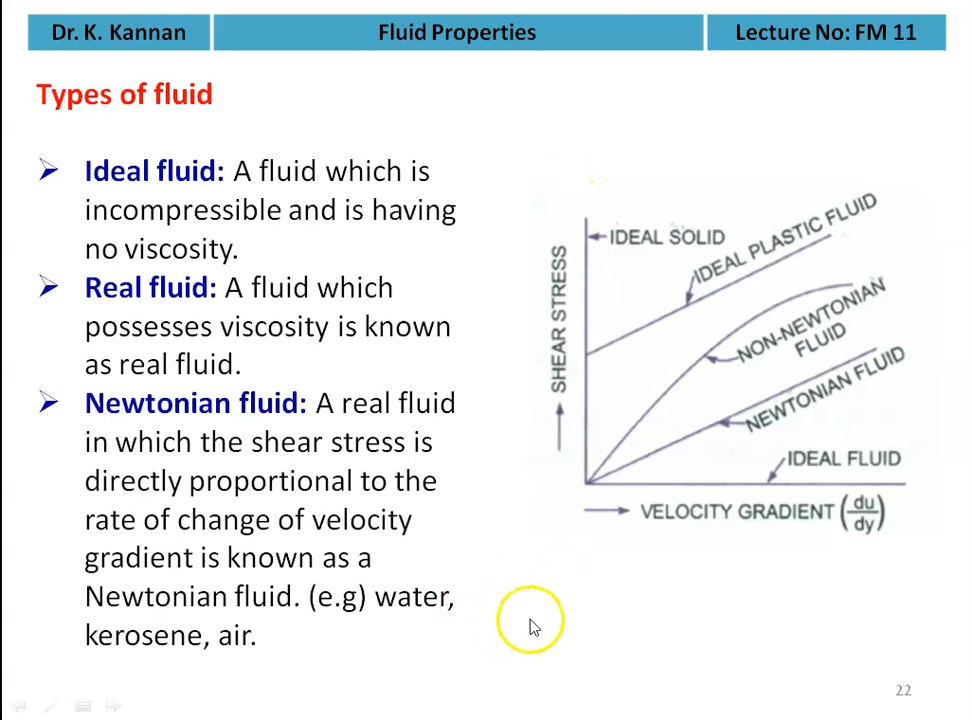 Dr. K. Kannan
Fluid Properties
Lecture No: FM 11
Types of fluid
Ideal fluid: A fluid which is
incompressible and is having
no viscosity.
Real fluid: A fluid which
possesses viscosity is known
as real fluid.
Newtonian fluid: A real fluid
in which the shear stress is
directly proportional to the
rate of change of velocity
gradient is known as a
Newtonian fluid. (e.g) water,
kerosene, air.
SHEAR STRESS
IDEAL SOLID
IDEAL PLASTIC FLUID
NON-NEWTONIAN
FLUID
NEWTONIAN FLUID
IDEAL FLUID
VELOCITY GRADIENT (du/dy)
22